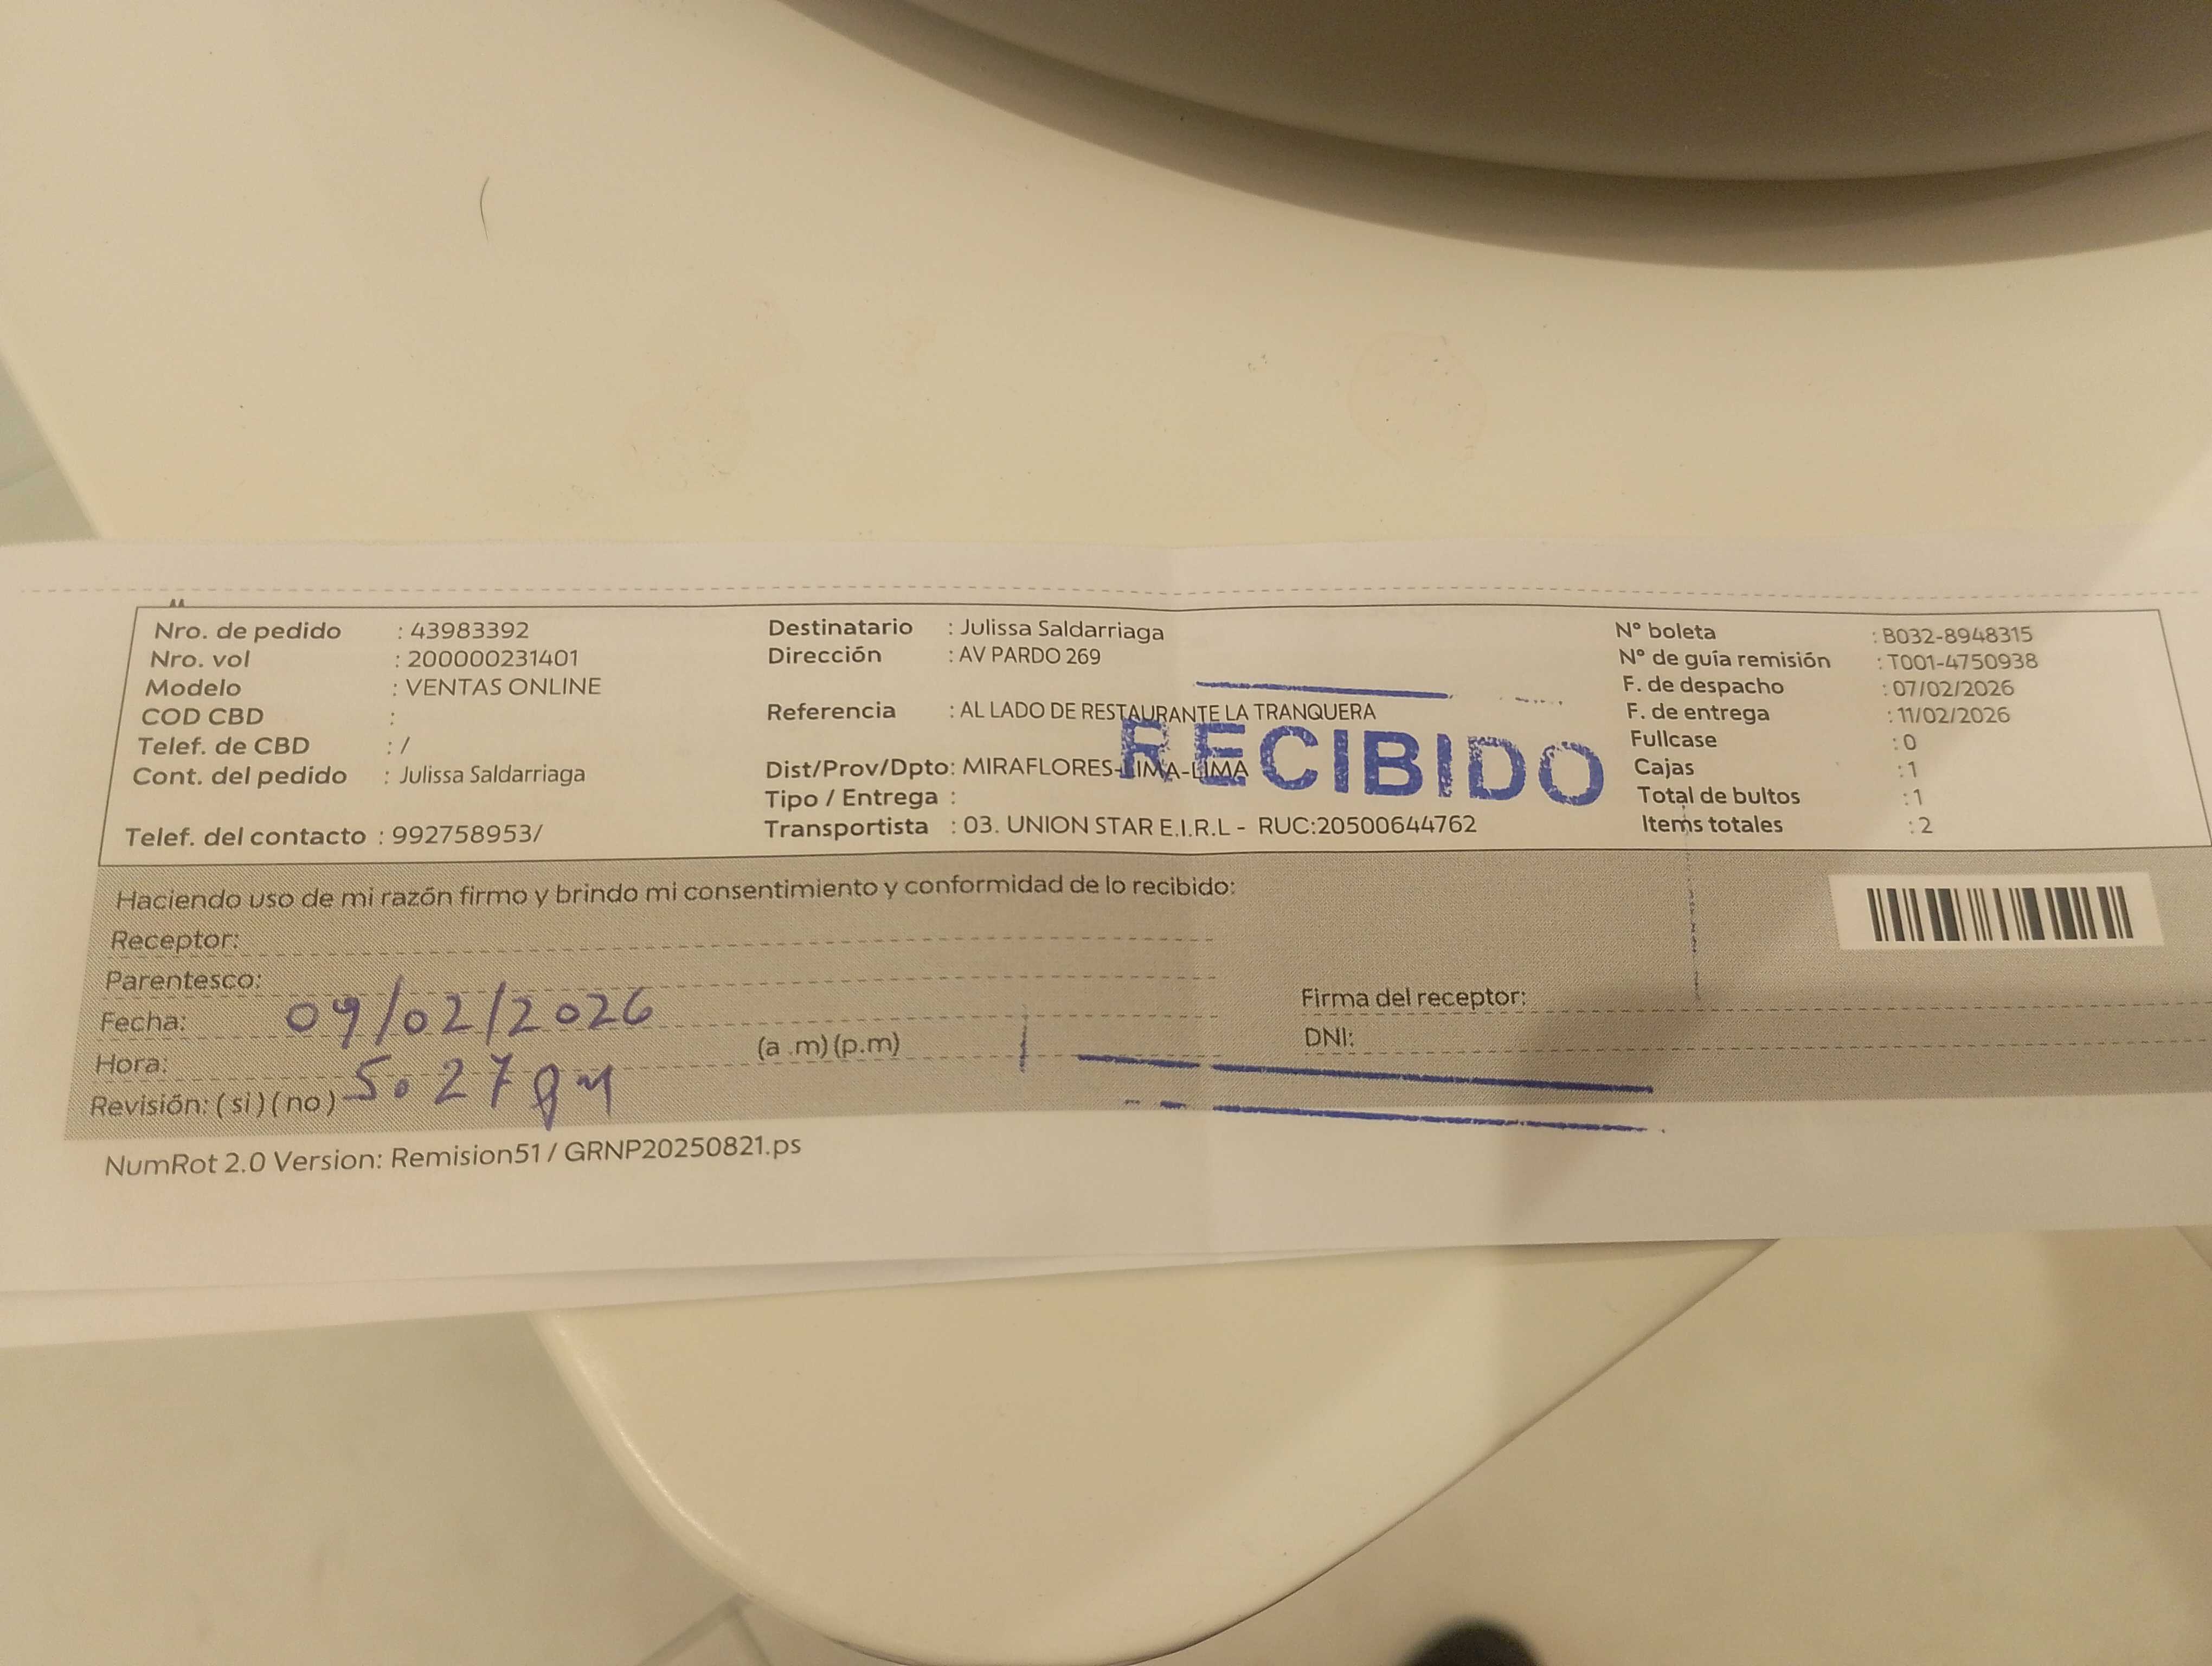 Nro. de pedido : 43983392
Nro. vol : 200000231401
Modelo : VENTAS ONLINE
COD CBD :
Telef. de CBD : /
Cont. del pedido : Julissa Saldarriaga
Telef. del contacto : 992758953/
Destinatario : Julissa Saldarriaga
Dirección : AV PARDO 269
Referencia : AL LADO DE RESTAURANTE LA TRANQUERA
Dist/Prov/Dpto: MIRAFLORES-LIMA-LIMA
Tipo / Entrega :
Transportista : 03. UNION STAR E.I.R.L - RUC:20500644762
RECIBIDO
N° boleta : B032-8948315
N° de guía remisión : T001-4750938
F. de despacho : 07/02/2026
F. de entrega : 11/02/2026
Fullcase : 0
Cajas : 1
Total de bultos : 1
Items totales : 2
Haciendo uso de mi razón firmo y brindo mi consentimiento y conformidad de lo recibido:
Receptor:
Parentesco:
Fecha: 09/02/2026
Hora: 5:27 pm (a .m) (p.m)
Revisión: ( si ) ( no )
Firma del receptor:
DNI:
NumRot 2.0 Version: Remision51 / GRNP20250821.ps